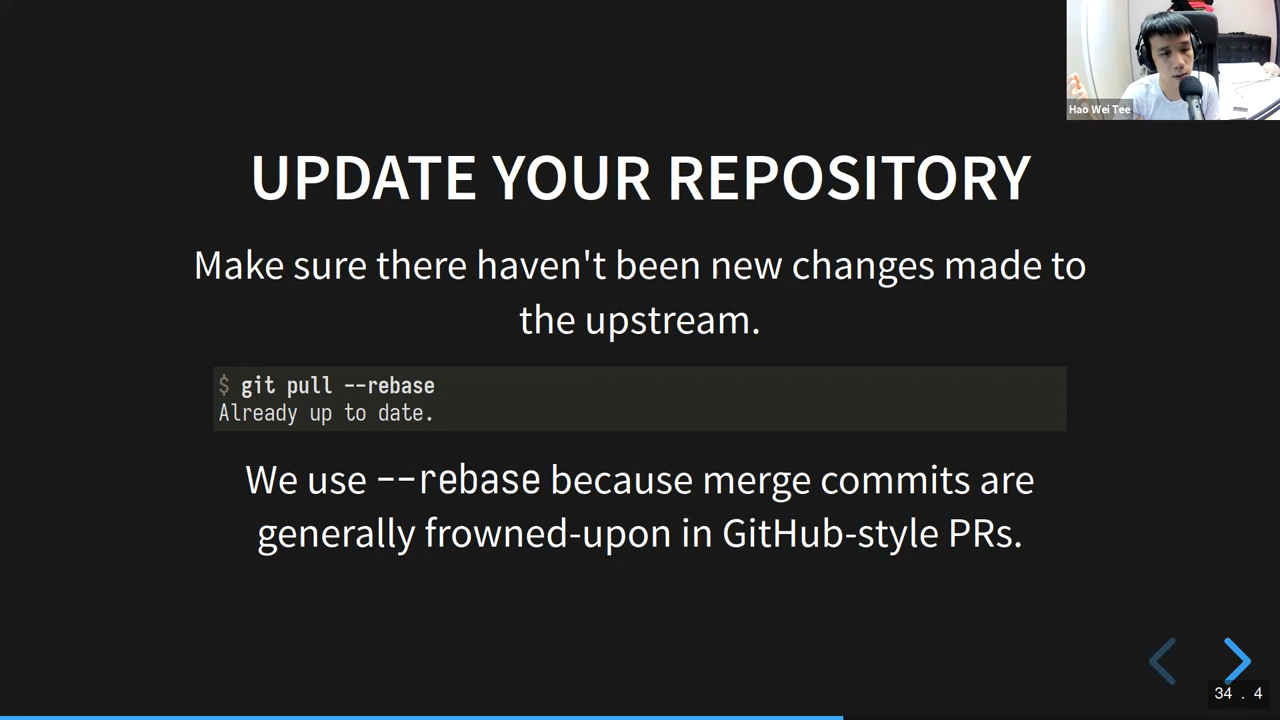 Hao Wei Tee
UPDATE YOUR REPOSITORY
Make sure there haven't been new changes made to
the upstream.
$ git pull --rebase
Already up to date.
We use --rebase because merge commits are
generally frowned-upon in GitHub-style PRs.
34 . 4